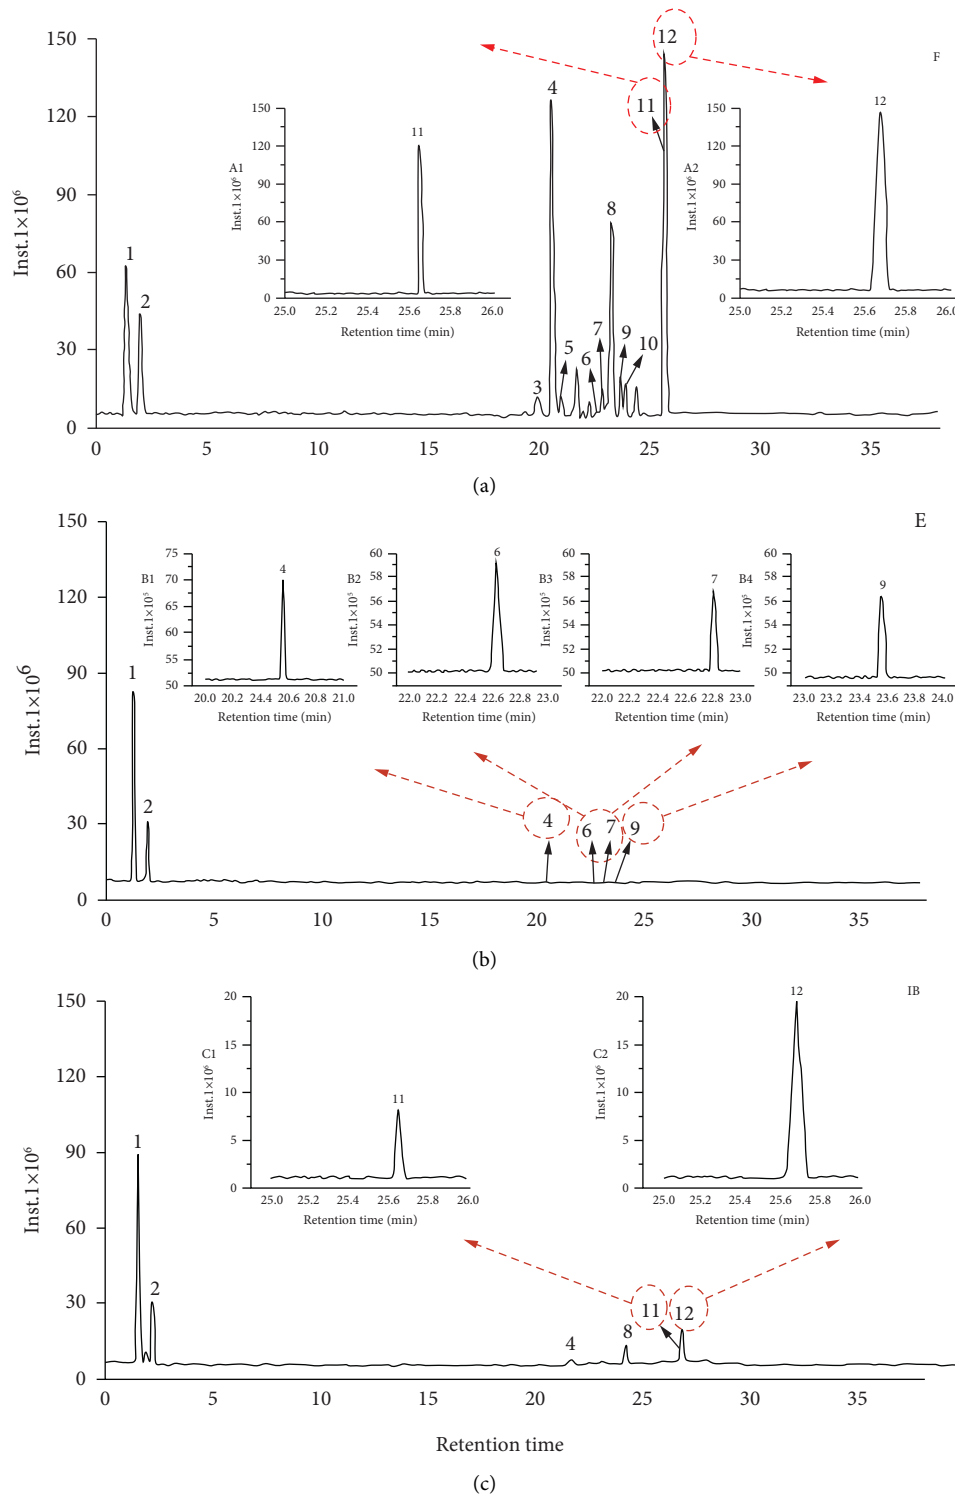 F
Inst.1×10⁶
150
120
90
60
30
0
1
2
3
4
5
6
7
8
9
10
11
12
0 5 10 15 20 25 30 35
A1
Inst.1×10⁶
150
120
90
60
30
0
11
25.0 25.2 25.4 25.6 25.8 26.0
Retention time (min)
A2
Inst.1×10⁶
150
120
90
60
30
0
12
25.0 25.2 25.4 25.6 25.8 26.0
Retention time (min)
(a)
E
Inst.1×10⁶
150
120
90
60
30
0
1
2
4
6
7
9
0 5 10 15 20 25 30 35
B1
Inst.1×10⁵
75
70
65
60
55
50
4
20.0 20.2 24.4 20.6 20.8 21.0
Retention time (min)
B2
Inst.1×10⁵
60
58
56
54
52
50
6
22.0 22.2 22.4 22.6 22.8 23.0
Retention time (min)
B3
Inst.1×10⁵
60
58
56
54
52
50
7
22.0 22.2 22.4 22.6 22.8 23.0
Retention time (min)
B4
Inst.1×10⁵
60
58
56
54
52
50
9
23.0 23.2 23.4 23.6 23.8 24.0
Retention time (min)
(b)
IB
Inst.1×10⁶
150
120
90
60
30
0
1
2
4
8
11
12
0 5 10 15 20 25 30 35
C1
Inst.1×10⁶
20
15
10
5
0
11
25.0 25.2 25.4 25.6 25.8 26.0
Retention time (min)
C2
Inst.1×10⁶
20
15
10
5
0
12
25.0 25.2 25.4 25.6 25.8 26.0
Retention time (min)
Retention time
(c)